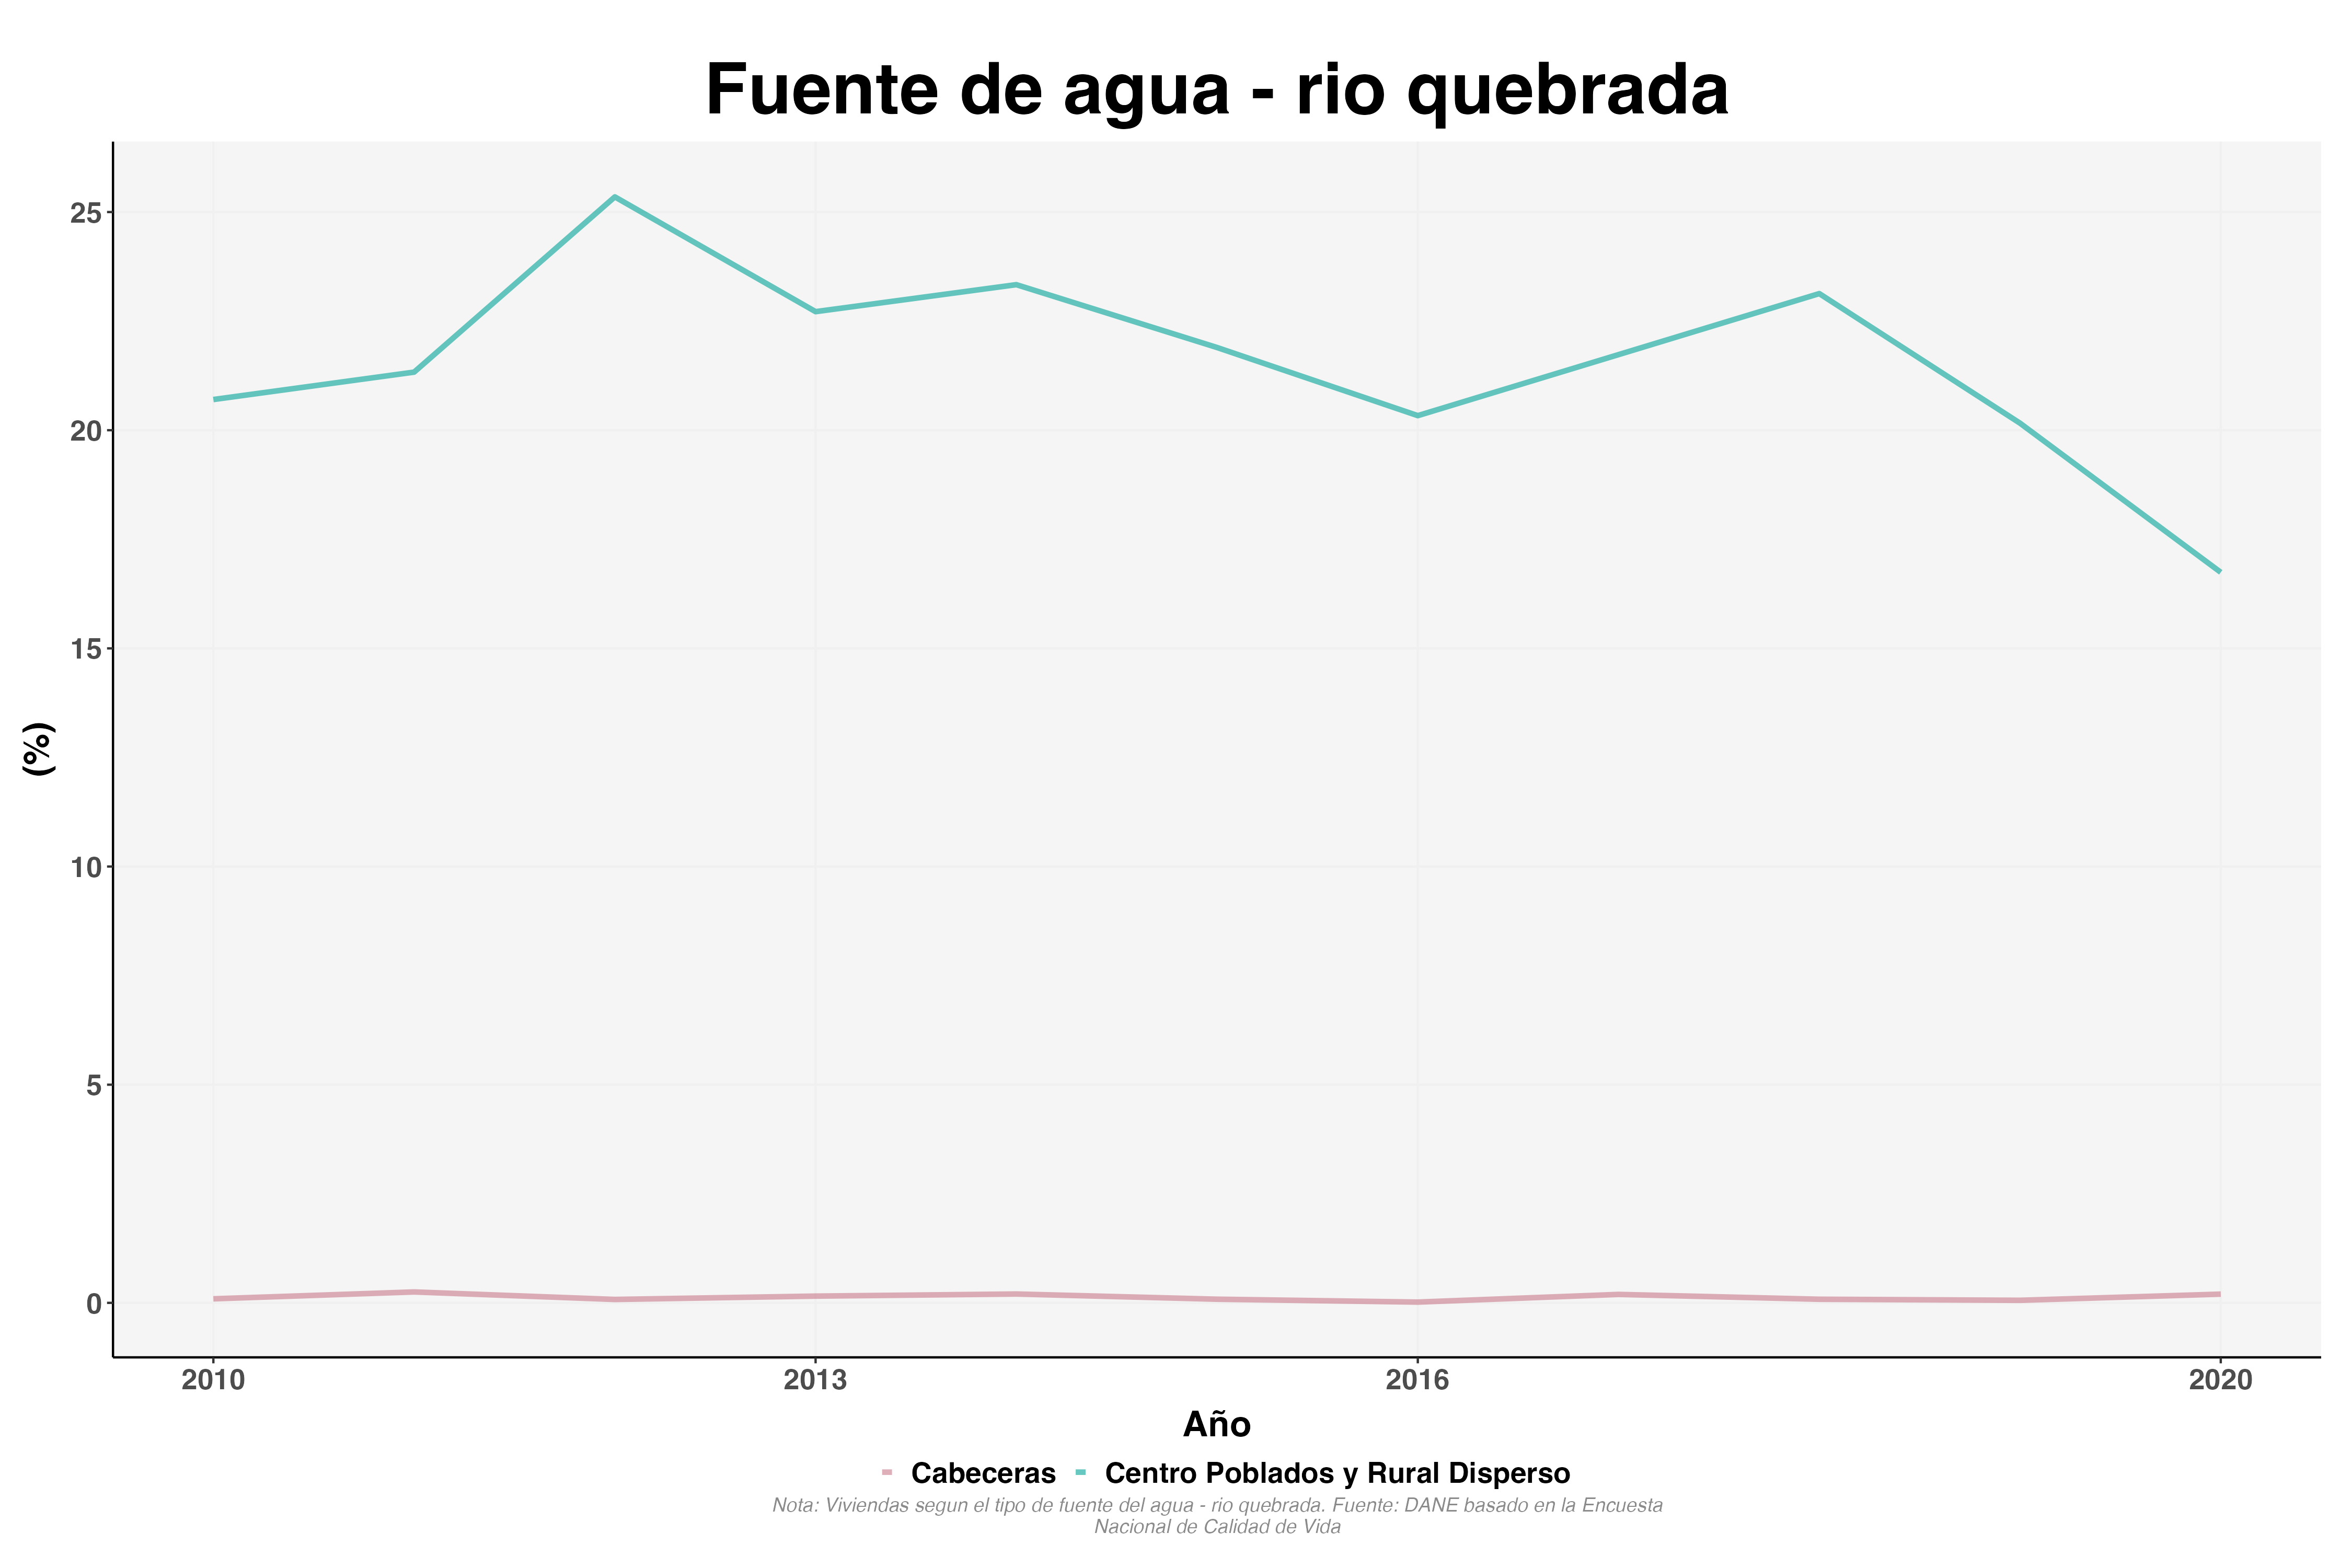 Fuente de agua - rio quebrada
25
20
15
10
5
0
(%)
2010 2013 2016 2020
Año
Cabeceras Centro Poblados y Rural Disperso
Nota: Viviendas segun el tipo de fuente del agua - rio quebrada. Fuente: DANE basado en la Encuesta
Nacional de Calidad de Vida